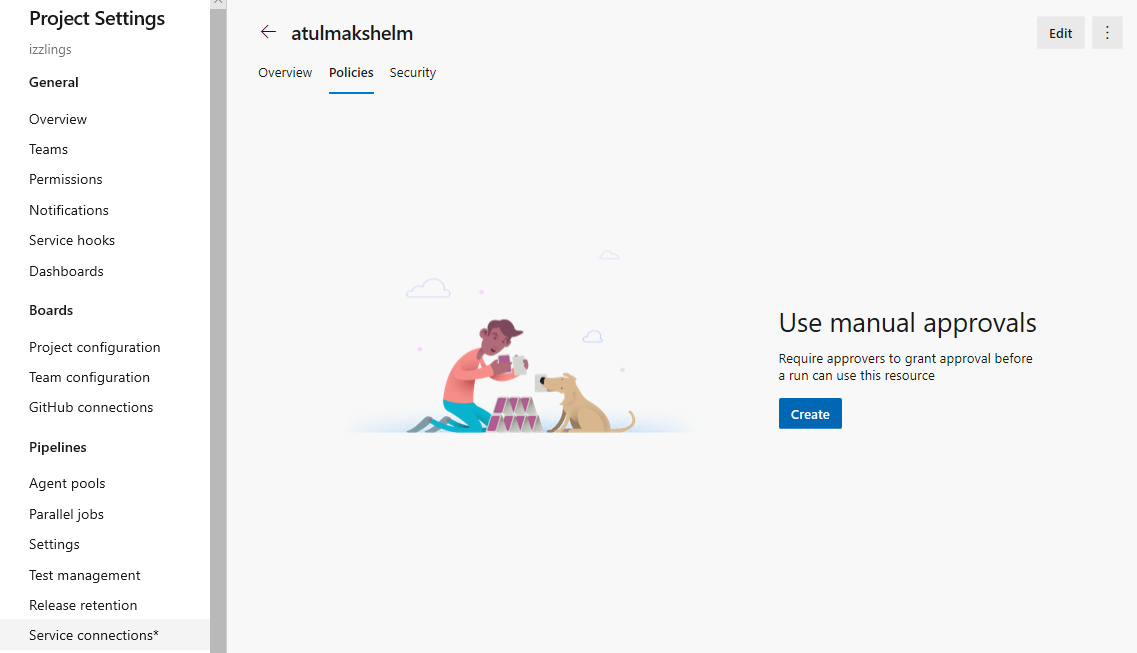 Project Settings
izzlings
General
Overview
Teams
Permissions
Notifications
Service hooks
Dashboards
Boards
Project configuration
Team configuration
GitHub connections
Pipelines
Agent pools
Parallel jobs
Settings
Test management
Release retention
Service connections*
atulmakshelm
Edit
Overview Policies Security
Use manual approvals
Require approvers to grant approval before
a run can use this resource
Create